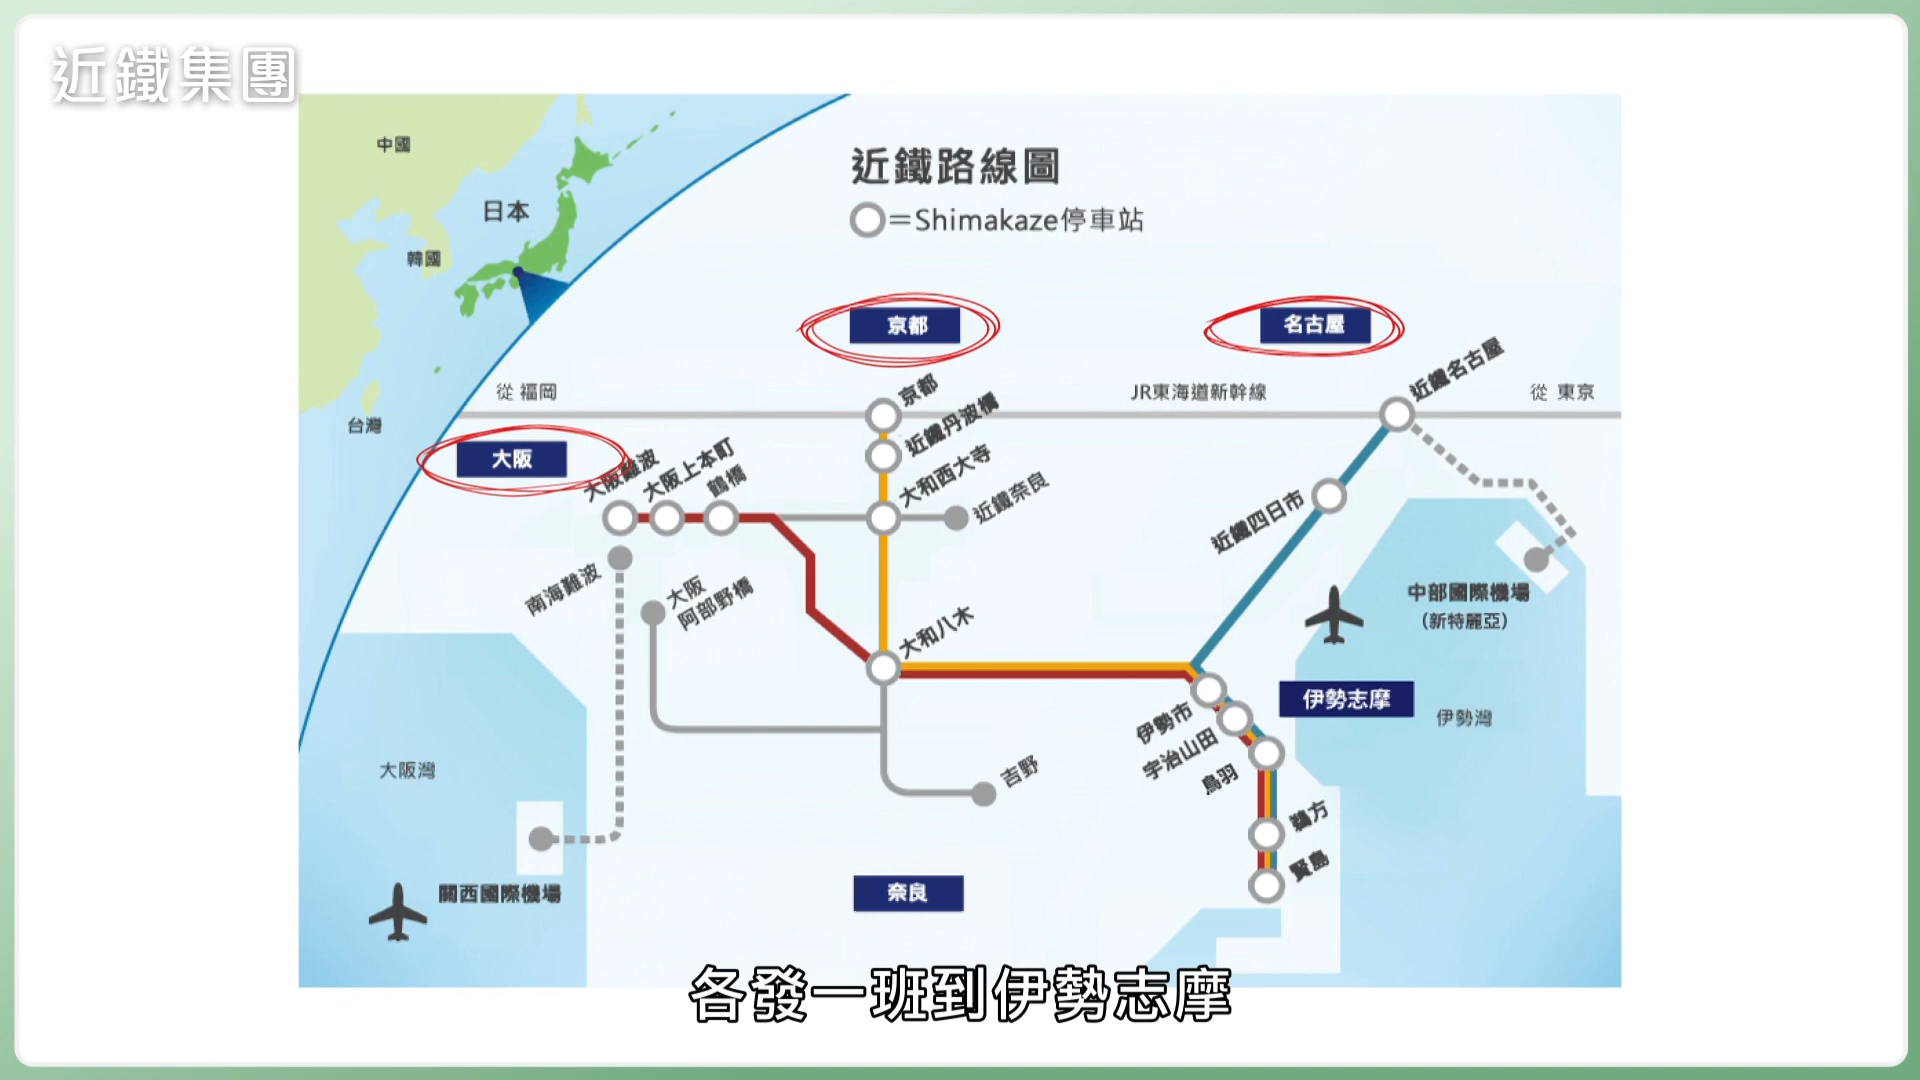 近鐵集團
中國
日本
韓國
台灣
近鐵路線圖
=Shimakaze停車站
京都
名古屋
從 福岡
JR東海道新幹線
從 東京
大阪
京都
近鐵丹波橋
大和西大寺
近鐵奈良
近鐵名古屋
近鐵四日市
大阪難波
大阪上本町
鶴橋
南海難波
大阪
阿部野橋
大和八木
中部國際機場
(新特麗亞)
伊勢志摩
伊勢灣
伊勢市
宇治山田
鳥羽
鵜方
賢島
大阪灣
吉野
關西國際機場
奈良
各發一班到伊勢志摩